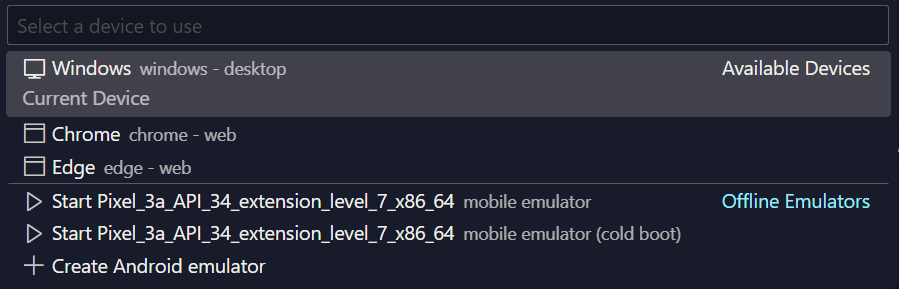 Select a device to use
Windows windows - desktop Available Devices
Current Device
Chrome chrome - web
Edge edge - web
Start Pixel_3a_API_34_extension_level_7_x86_64 mobile emulator Offline Emulators
Start Pixel_3a_API_34_extension_level_7_x86_64 mobile emulator (cold boot)
Create Android emulator